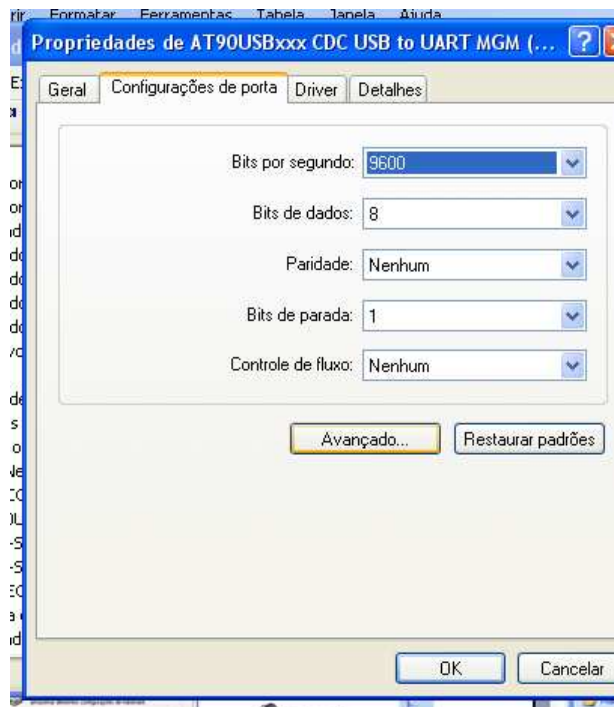 Formatar Ferramentas Tabela Janela Ajuda
Propriedades de AT90USBxxx CDC USB to UART MGM (... ?
Geral Configurações de porta Driver Detalhes
Bits por segundo: 9600
Bits de dados: 8
Paridade: Nenhum
Bits de parada: 1
Controle de fluxo: Nenhum
Avançado... Restaurar padrões
OK Cancelar